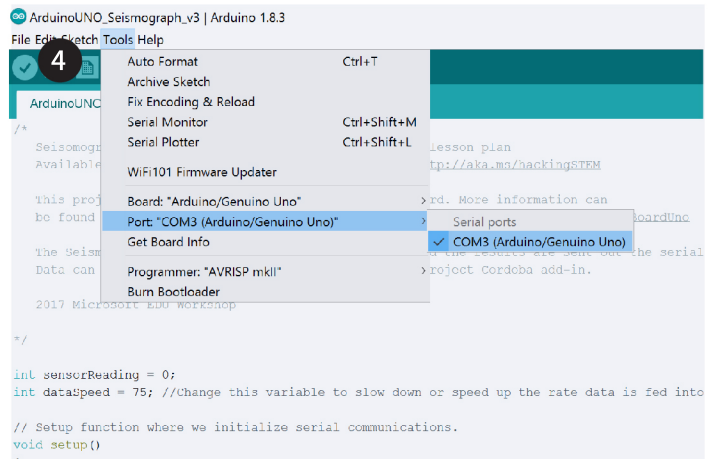 ArduinoUNO_Seismograph_v3 | Arduino 1.8.3
File Edit Sketch Tools Help
4
Auto Format Ctrl+T
Archive Sketch
ArduinoUNO
Fix Encoding & Reload
/*
Serial Monitor Ctrl+Shift+M
Seisomogr
Serial Plotter Ctrl+Shift+L
lesson plan
Available
tp://aka.ms/hackingSTEM
WiFi101 Firmware Updater
This proj
Board: "Arduino/Genuino Uno" >
rd. More information can
be found
Port: "COM3 (Arduino/Genuino Uno)" >
Serial ports
BoardUno
Get Board Info
✓ COM3 (Arduino/Genuino Uno)
The Seism
the results are sent out the serial
Data can
Programmer: "AVRISP mkII" >
roject Cordoba add-in.
Burn Bootloader
2017 Microsoft EDU Workshop
*/
int sensorReading = 0;
int dataSpeed = 75; //Change this variable to slow down or speed up the rate data is fed into
// Setup function where we initialize serial communications.
void setup()